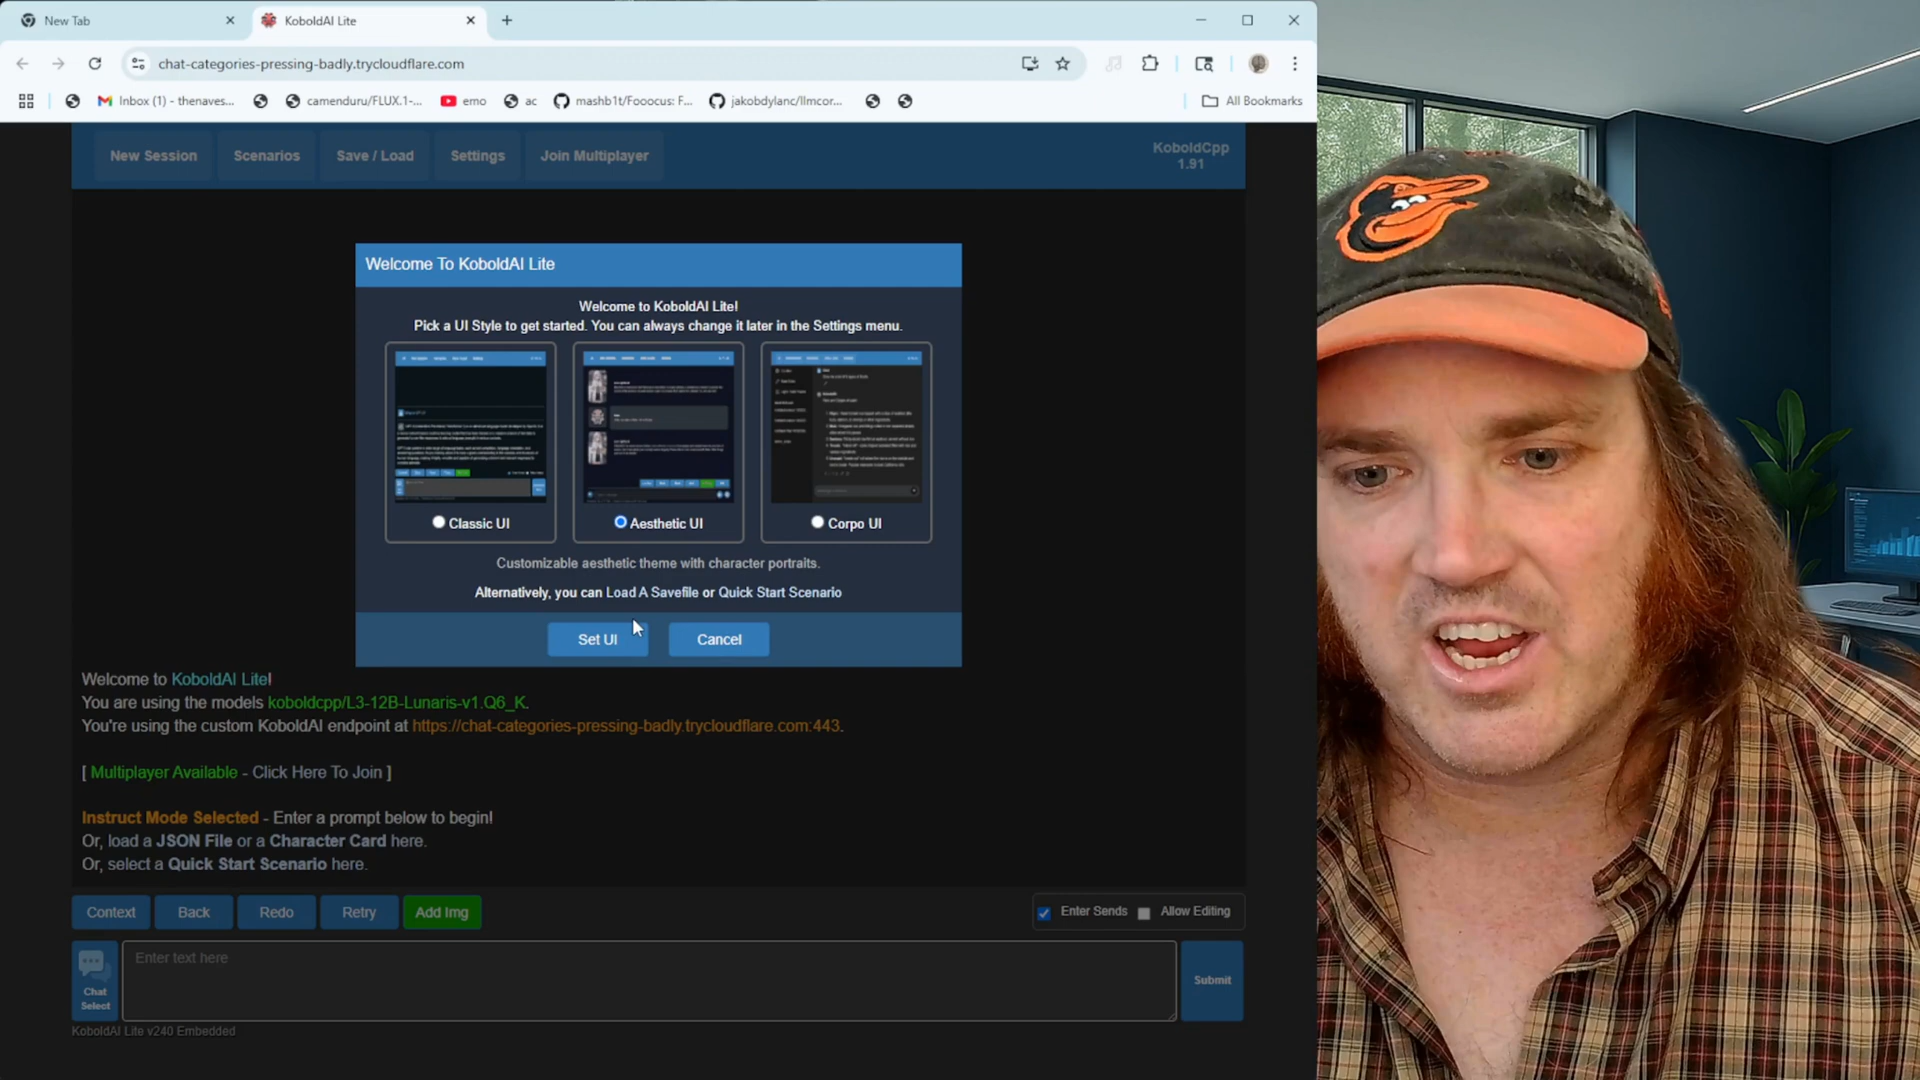 New Tab
KoboldAI Lite
chat-categories-pressing-badly.trycloudflare.com
Inbox (1) - thenaves...
camenduru/FLUX.1-...
emo
ac
mashb1t/Fooocus: F...
jakobdylanc/llmcor...
All Bookmarks
New Session
Scenarios
Save / Load
Settings
Join Multiplayer
KoboldCpp
1.91
Welcome To KoboldAI Lite
Welcome to KoboldAI Lite!
Pick a UI Style to get started. You can always change it later in the Settings menu.
Classic UI
Aesthetic UI
Corpo UI
Customizable aesthetic theme with character portraits.
Alternatively, you can Load A Savefile or Quick Start Scenario
Set UI
Cancel
Welcome to KoboldAI Lite!
You are using the models koboldcpp/L3-12B-Lunaris-v1.Q6_K.
You're using the custom KoboldAI endpoint at https://chat-categories-pressing-badly.trycloudflare.com:443.
[ Multiplayer Available - Click Here To Join ]
Instruct Mode Selected - Enter a prompt below to begin!
Or, load a JSON File or a Character Card here.
Or, select a Quick Start Scenario here.
Context
Back
Redo
Retry
Add Img
Enter Sends
Allow Editing
Chat
Select
Enter text here
Submit
KoboldAI Lite v240 Embedded